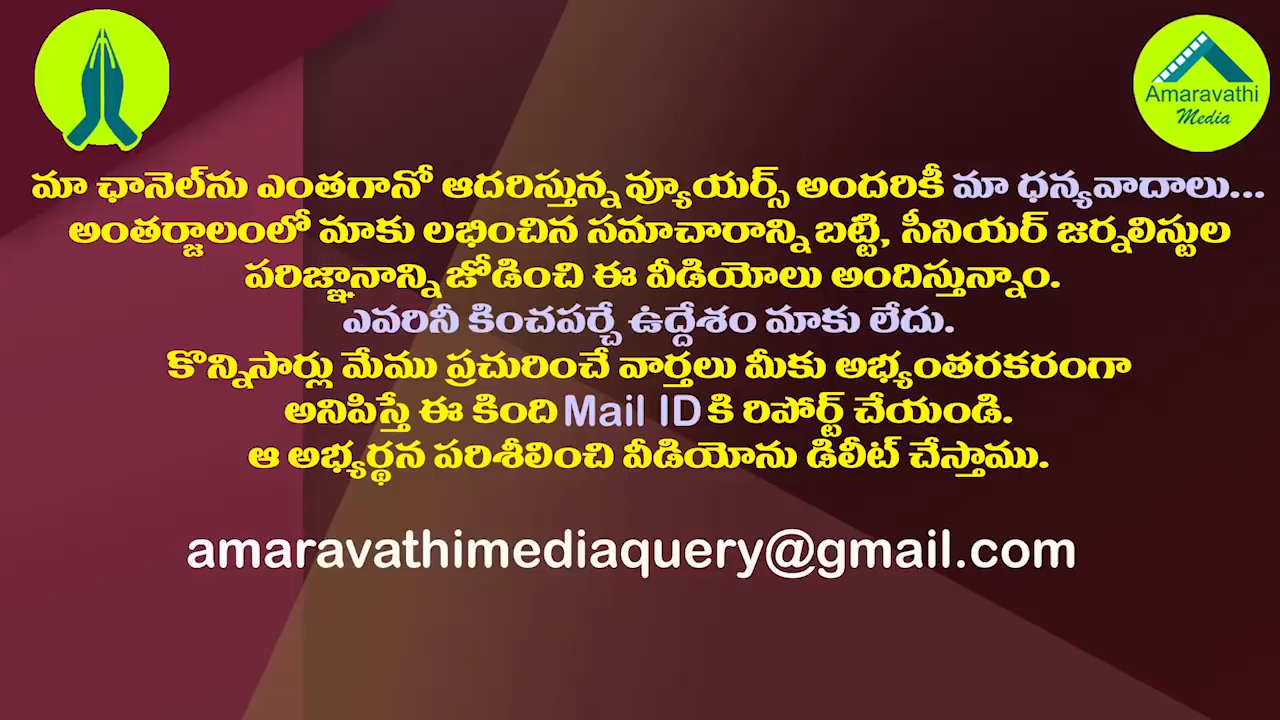 Amaravathi
Media
మా ఛానెల్‌ను ఎంతగానో ఆదరిస్తున్న వ్యూయర్స్ అందరికీ మా ధన్యవాదాలు...
అంతర్జాలంలో మాకు లభించిన సమాచారాన్ని బట్టి, సీనియర్ జర్నలిస్టుల
పరిజ్ఞానాన్ని జోడించి ఈ వీడియోలు అందిస్తున్నాం.
ఎవరినీ కించపర్చే ఉద్దేశం మాకు లేదు.
కొన్నిసార్లు మేము ప్రచురించే వార్తలు మీకు అభ్యంతరకరంగా
అనిపిస్తే ఈ కింది Mail ID కి రిపోర్ట్ చేయండి.
ఆ అభ్యర్థన పరిశీలించి వీడియోను డిలీట్ చేస్తాము.
amaravathimediaquery@gmail.com